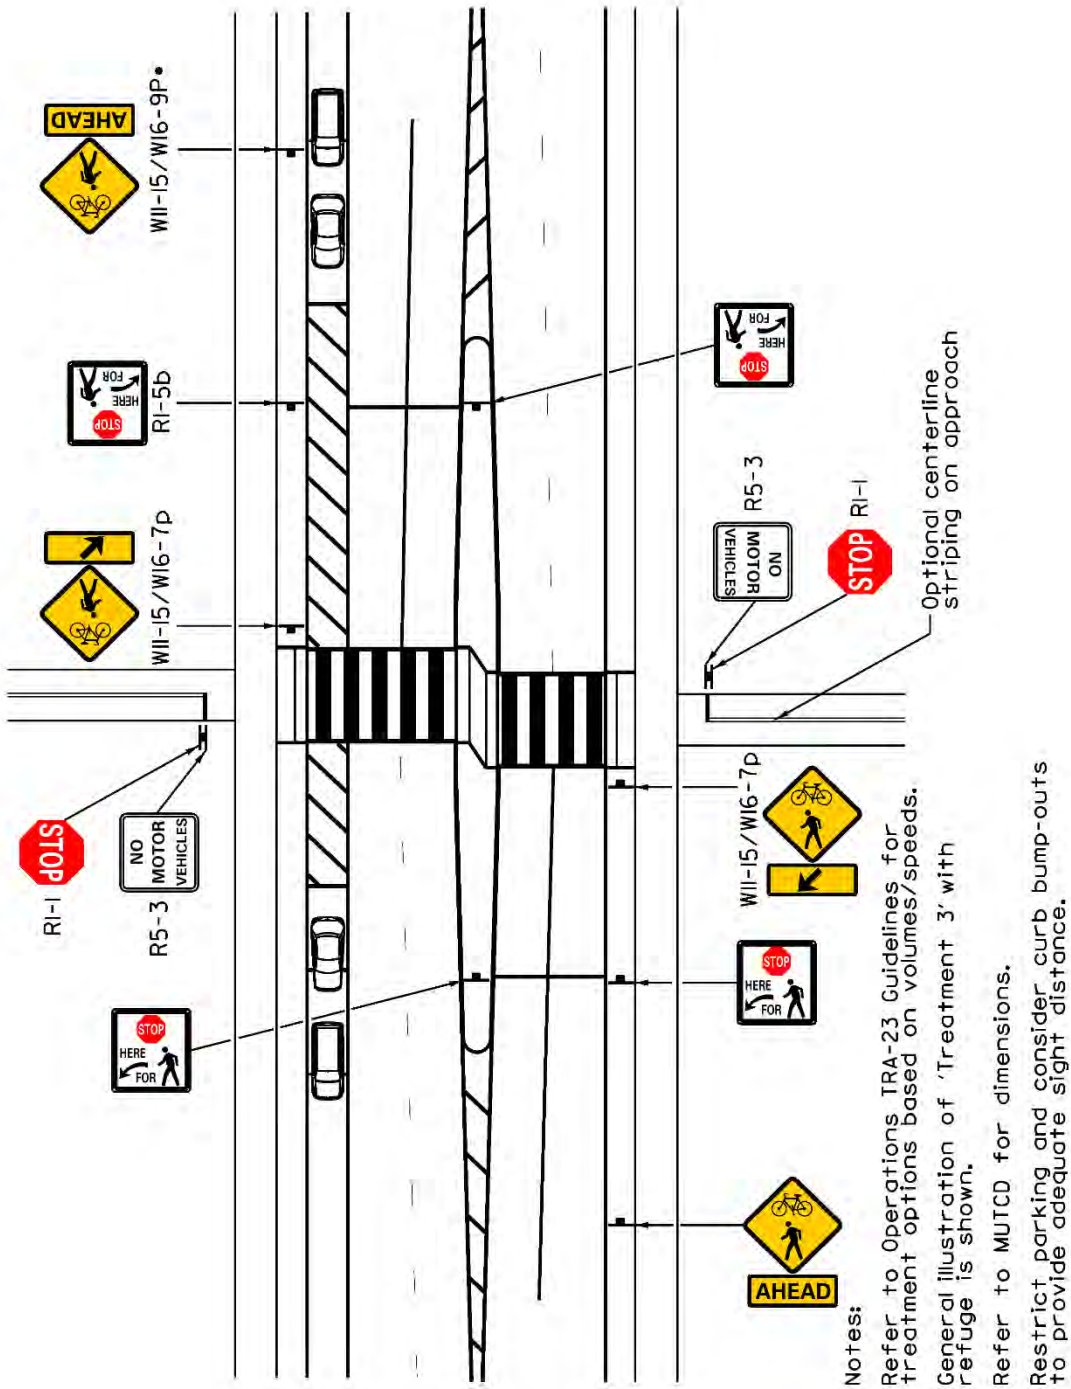 AHEAD
W11-15/W16-9P•
STOP
HERE
FOR
R1-5b
W11-15/W16-7p
STOP
R1-1
NO
MOTOR
VEHICLES
R5-3
STOP
HERE
FOR
STOP
HERE
FOR
NO
MOTOR
VEHICLES
R5-3
STOP
R1-1
Optional centerline
striping on approach
W11-15/W16-7p
STOP
HERE
FOR
AHEAD
Notes:
Refer to Operations TRA-23 Guidelines for
treatment options based on volumes/speeds.
General illustration of 'Treatment 3' with
refuge is shown.
Refer to MUTCD for dimensions.
Restrict parking and consider curb bump-outs
to provide adequate sight distance.